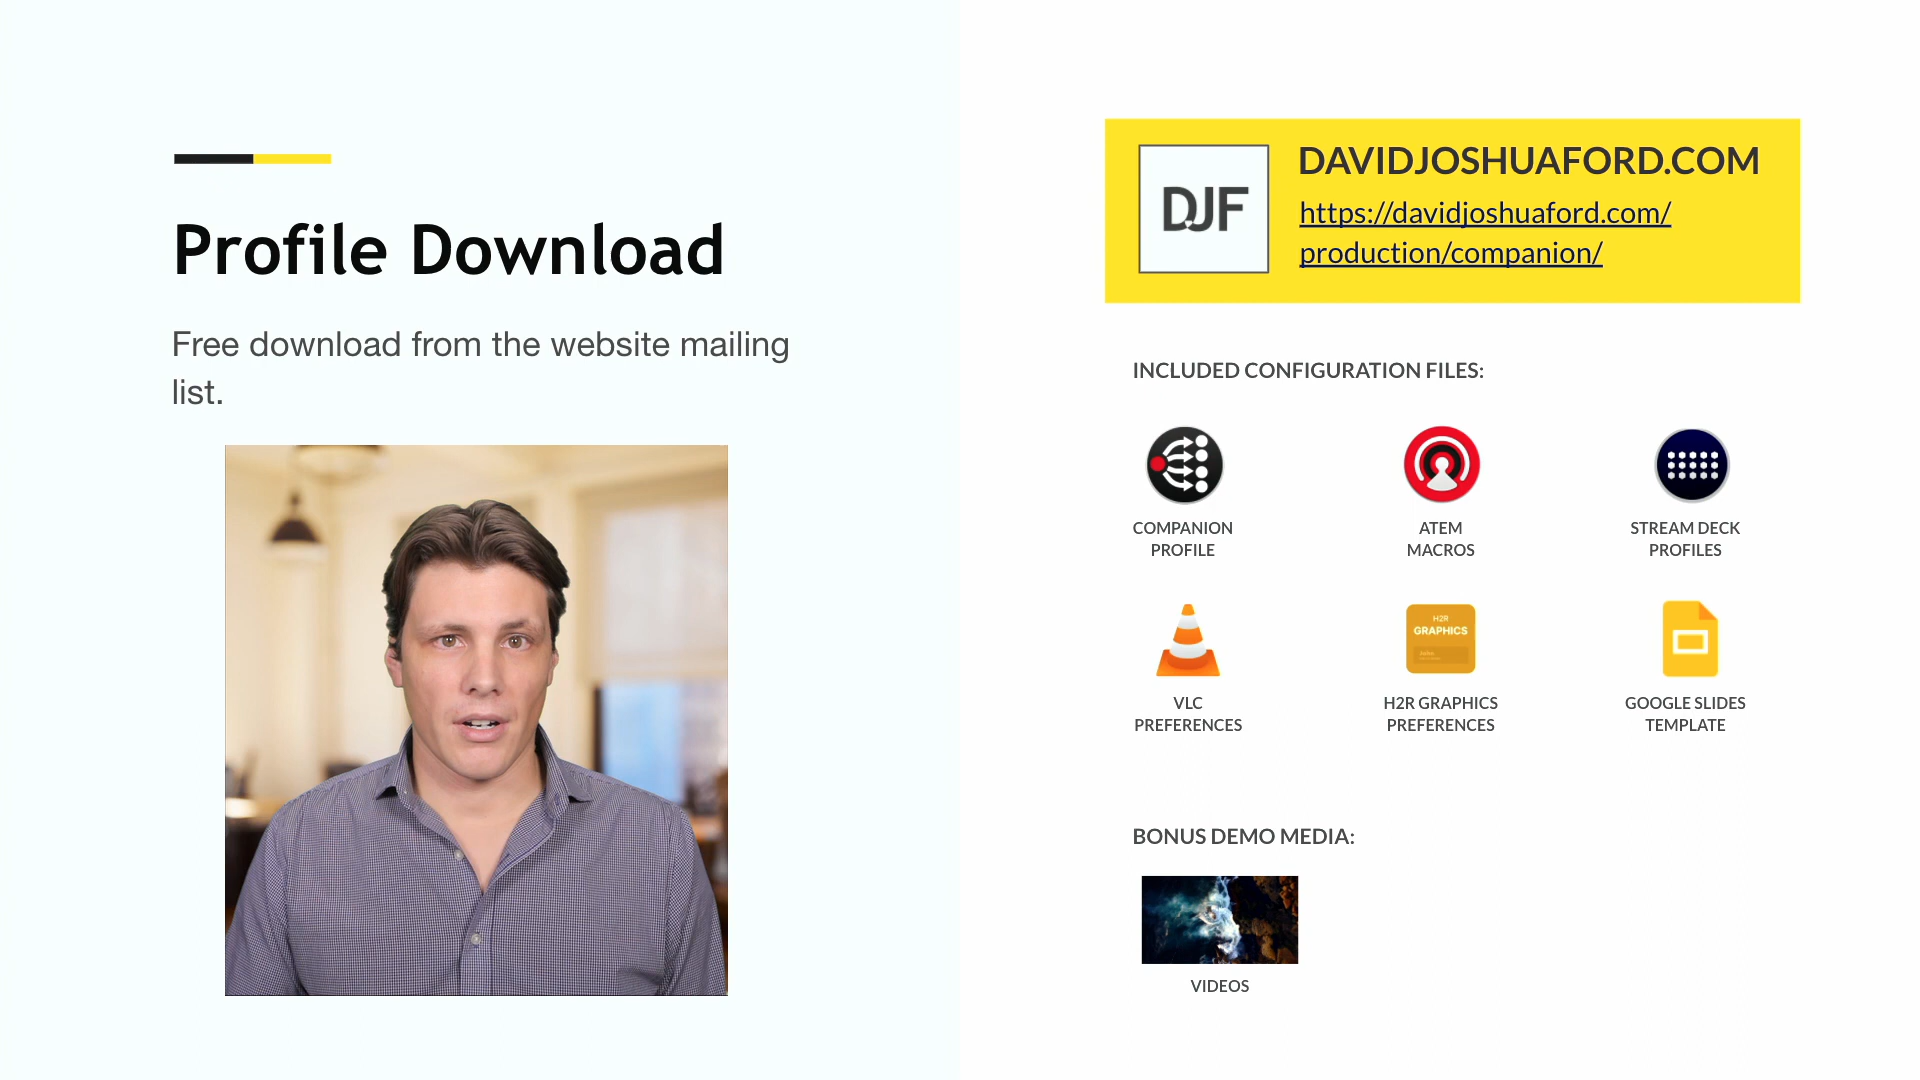 Profile Download
Free download from the website mailing
list.
DJF
DAVIDJOSHUAFORD.COM
https://davidjoshuaford.com/
production/companion/
INCLUDED CONFIGURATION FILES:
COMPANION
PROFILE
ATEM
MACROS
STREAM DECK
PROFILES
H2R
GRAPHICS
John
VLC
PREFERENCES
H2R GRAPHICS
PREFERENCES
GOOGLE SLIDES
TEMPLATE
BONUS DEMO MEDIA:
VIDEOS